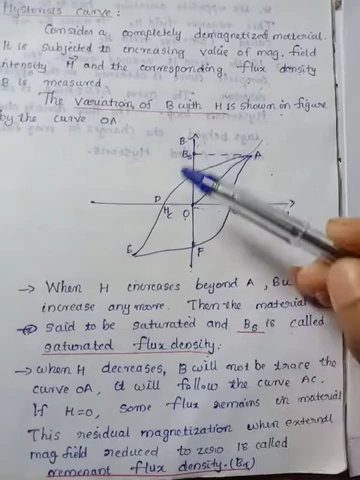 Hysterisis curve:
Consider a completely demagnetized material.
It is subjected to increasing value of mag. field
intensity H and the corresponding flux density
B is measured
The variation of B with H is shown in figure
by the curve OA
B
Bs
A
D
Hc
O
E
F
→ When H increases beyond A, B
increase any more. Then the material
said to be saturated and Bs is called
saturated flux density.
→ when H decreases, B will not be trace the
curve OA, it will follow the curve AC.
If H=0, some flux remains in material
This residual magnetization when external
mag field reduced to zero is called
remenant flux density.(Br)